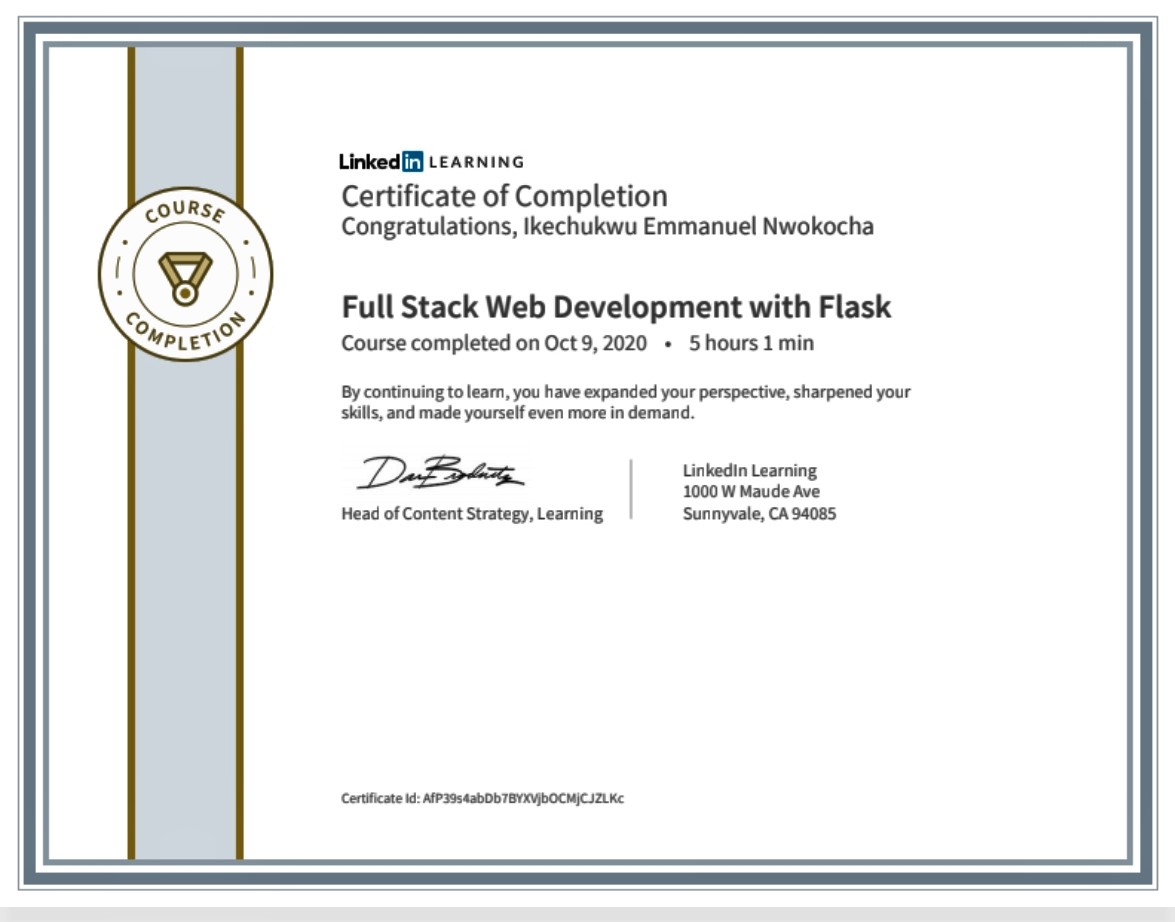 COURSE
COMPLETION
Linked in LEARNING
Certificate of Completion
Congratulations, Ikechukwu Emmanuel Nwokocha
Full Stack Web Development with Flask
Course completed on Oct 9, 2020 • 5 hours 1 min
By continuing to learn, you have expanded your perspective, sharpened your
skills, and made yourself even more in demand.
Head of Content Strategy, Learning
LinkedIn Learning
1000 W Maude Ave
Sunnyvale, CA 94085
Certificate Id: AfP39s4abDb7BYXVjbOCMjCJZLKc